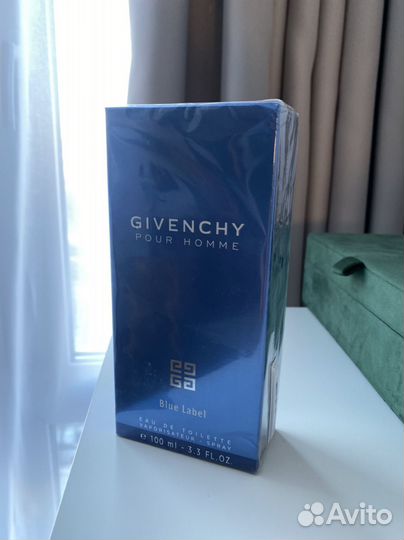 GIVENCHY
POUR HOMME
Blue Label
EAU DE TOILETTE
VAPORISATEUR - SPRAY
℮ 100 ml - 3.3 FL.OZ.
Avito